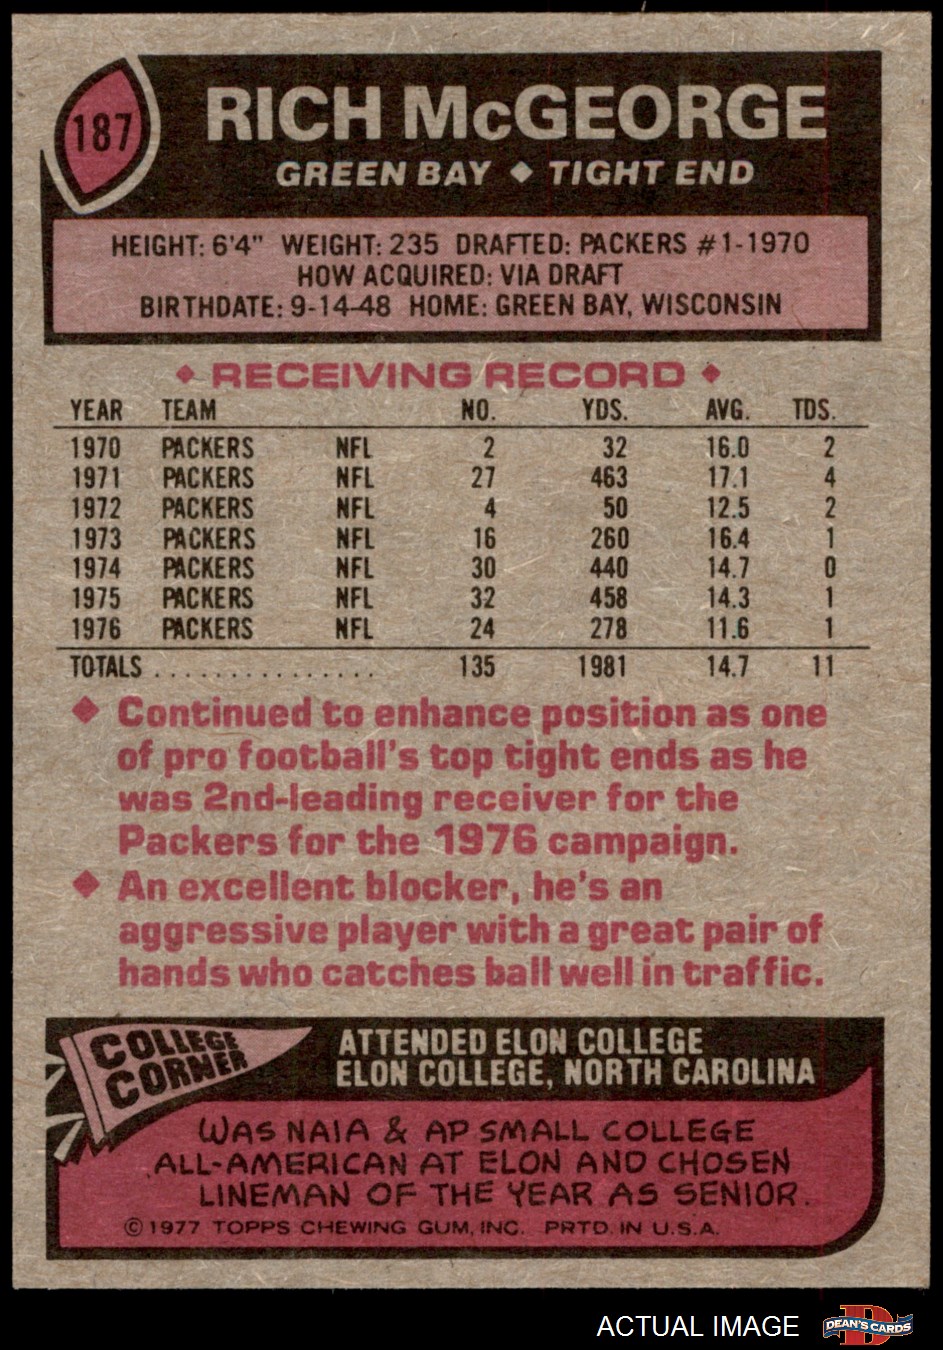 187
RICH McGEORGE
GREEN BAY ◆ TIGHT END
HEIGHT: 6'4" WEIGHT: 235 DRAFTED: PACKERS #1-1970
HOW ACQUIRED: VIA DRAFT
BIRTHDATE: 9-14-48 HOME: GREEN BAY, WISCONSIN
◆ RECEIVING RECORD ◆
YEAR TEAM NO. YDS. AVG. TDS.
1970 PACKERS NFL 2 32 16.0 2
1971 PACKERS NFL 27 463 17.1 4
1972 PACKERS NFL 4 50 12.5 2
1973 PACKERS NFL 16 260 16.4 1
1974 PACKERS NFL 30 440 14.7 0
1975 PACKERS NFL 32 458 14.3 1
1976 PACKERS NFL 24 278 11.6 1
TOTALS . . . . . . . . . . . . . . . 135 1981 14.7 11
◆ Continued to enhance position as one
of pro football's top tight ends as he
was 2nd-leading receiver for the
Packers for the 1976 campaign.
◆ An excellent blocker, he's an
aggressive player with a great pair of
hands who catches ball well in traffic.
COLLEGE
CORNER
ATTENDED ELON COLLEGE
ELON COLLEGE, NORTH CAROLINA
WAS NAIA & AP SMALL COLLEGE
ALL-AMERICAN AT ELON AND CHOSEN
LINEMAN OF THE YEAR AS SENIOR.
©1977 TOPPS CHEWING GUM, INC. PRTD. IN U.S.A.
ACTUAL IMAGE
D
DEAN'S CARDS